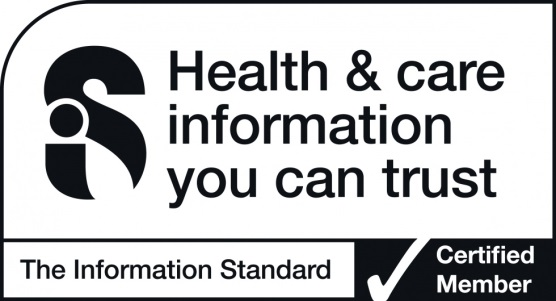 Health & care
information
you can trust
The Information Standard
Certified
Member